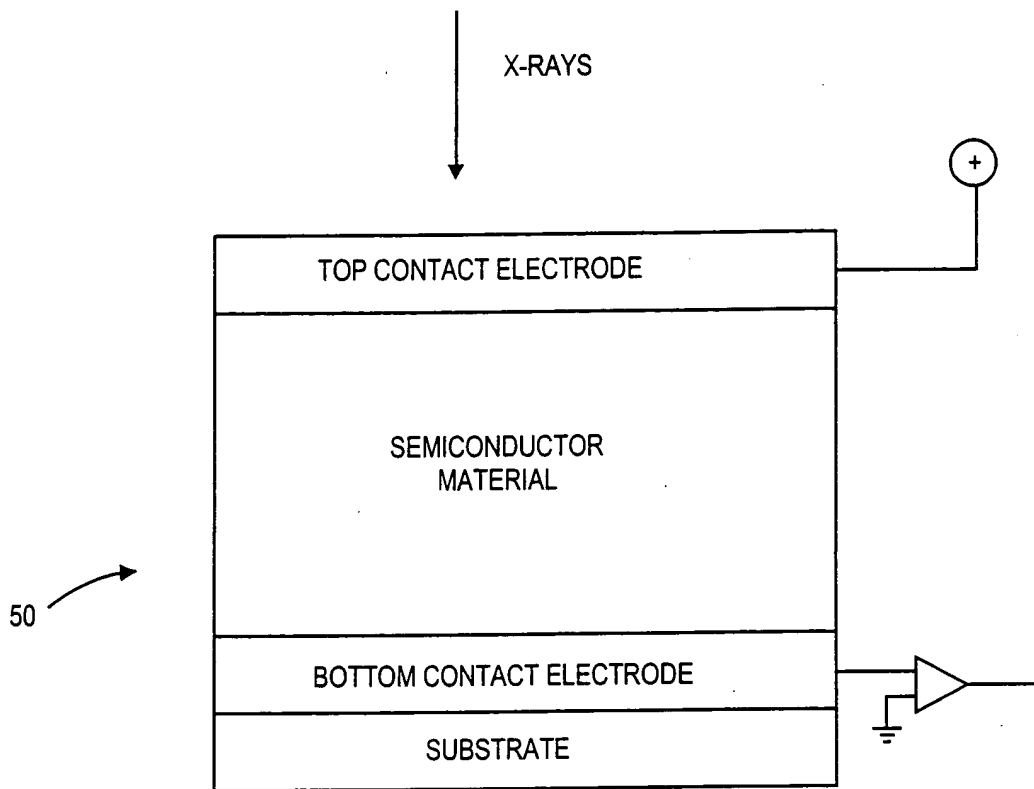 X-RAYS
+
TOP CONTACT ELECTRODE
SEMICONDUCTOR
MATERIAL
50
BOTTOM CONTACT ELECTRODE
SUBSTRATE